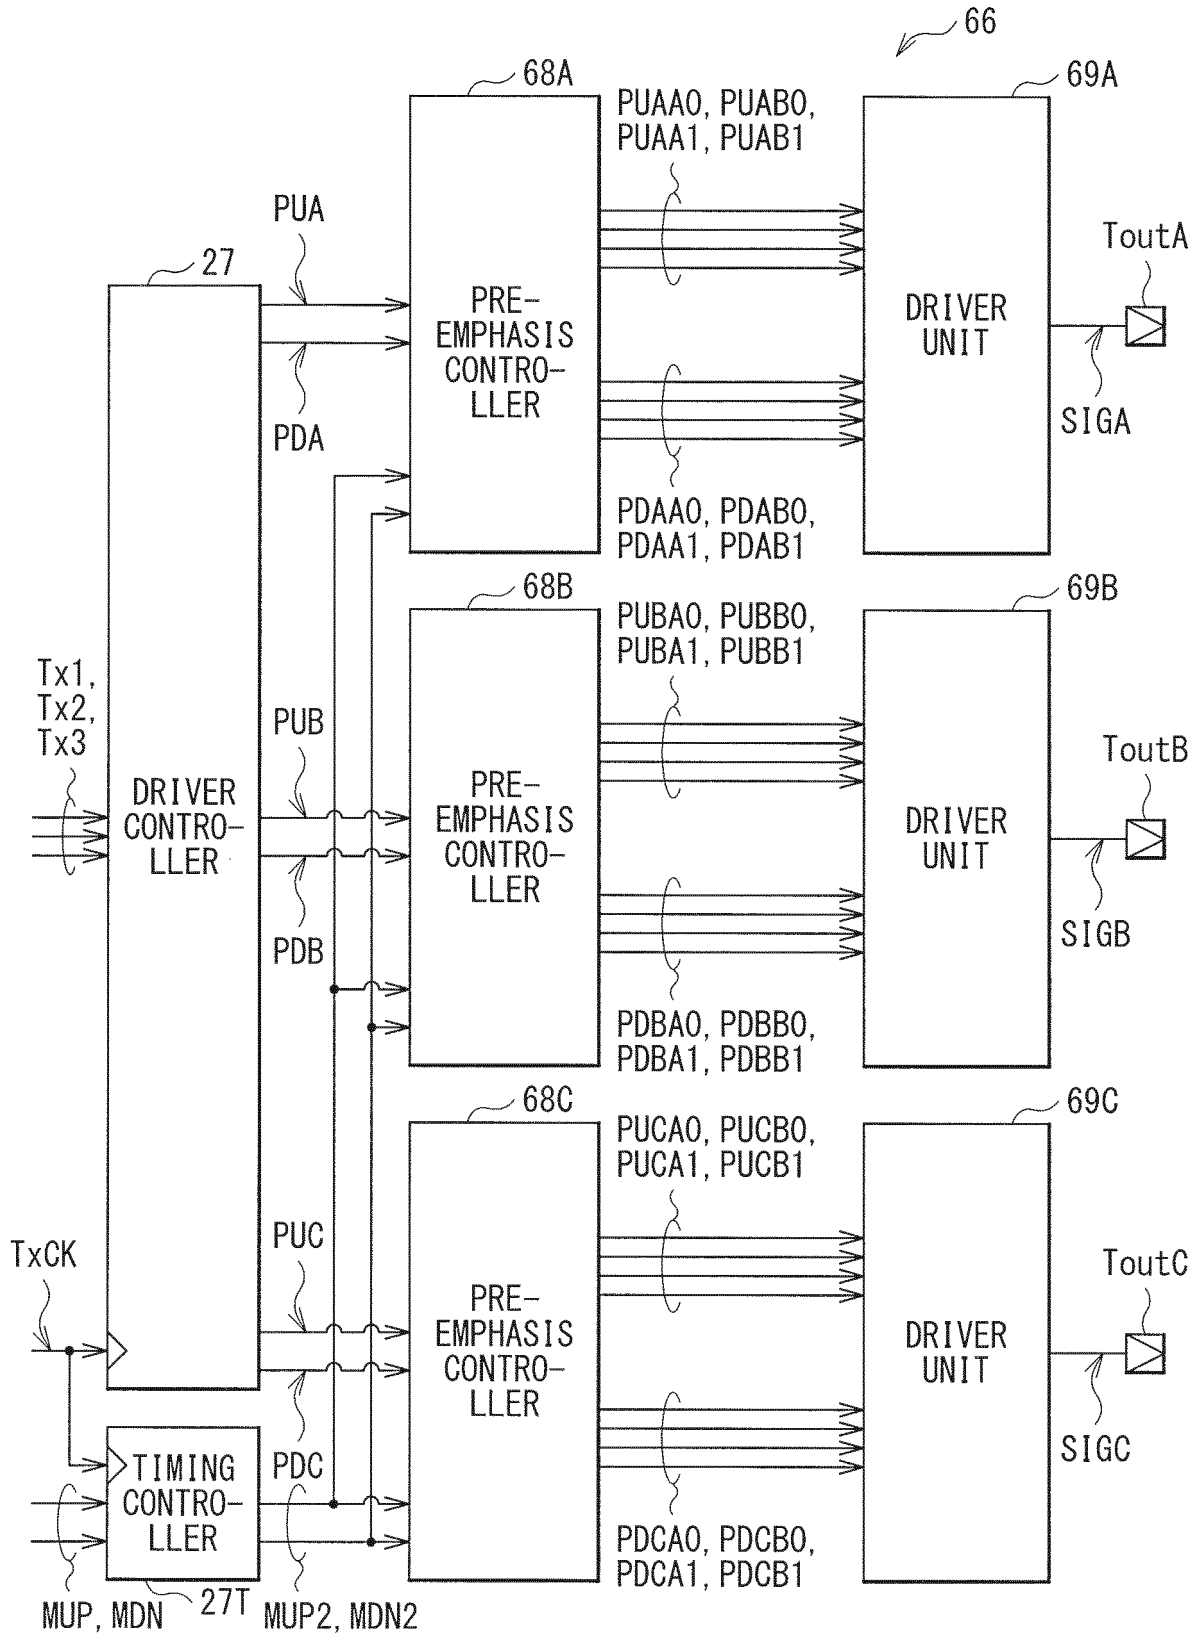 66
68A
69A
PUAA0, PUAB0,
PUAA1, PUAB1
PUA
27
ToutA
PRE-
EMPHASIS
CONTRO-
LLER
DRIVER
UNIT
SIGA
PDA
PDAA0, PDAB0,
PDAA1, PDAB1
68B
69B
PUBA0, PUBB0,
PUBA1, PUBB1
Tx1,
Tx2,
Tx3
PUB
ToutB
DRIVER
CONTRO-
LLER
PRE-
EMPHASIS
CONTRO-
LLER
DRIVER
UNIT
SIGB
PDB
PDBA0, PDBB0,
PDBA1, PDBB1
68C
69C
PUCA0, PUCB0,
PUCA1, PUCB1
TxCK
PUC
ToutC
PRE-
EMPHASIS
CONTRO-
LLER
DRIVER
UNIT
SIGC
PDC
TIMING
CONTRO-
LLER
PDCA0, PDCB0,
PDCA1, PDCB1
27T
MUP, MDN
MUP2, MDN2